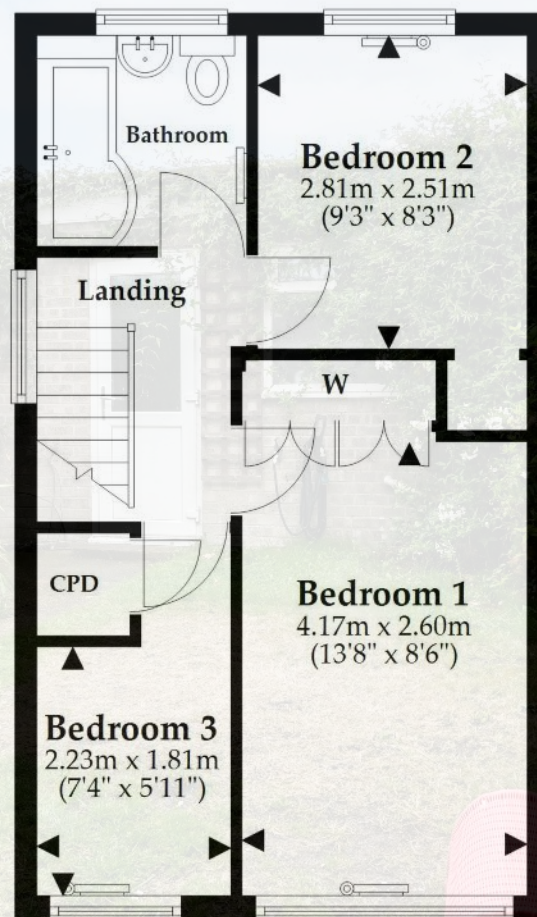 Bathroom
Bedroom 2
2.81m x 2.51m
(9'3" x 8'3")
Landing
W
CPD
Bedroom 1
4.17m x 2.60m
(13'8" x 8'6")
Bedroom 3
2.23m x 1.81m
(7'4" x 5'11")